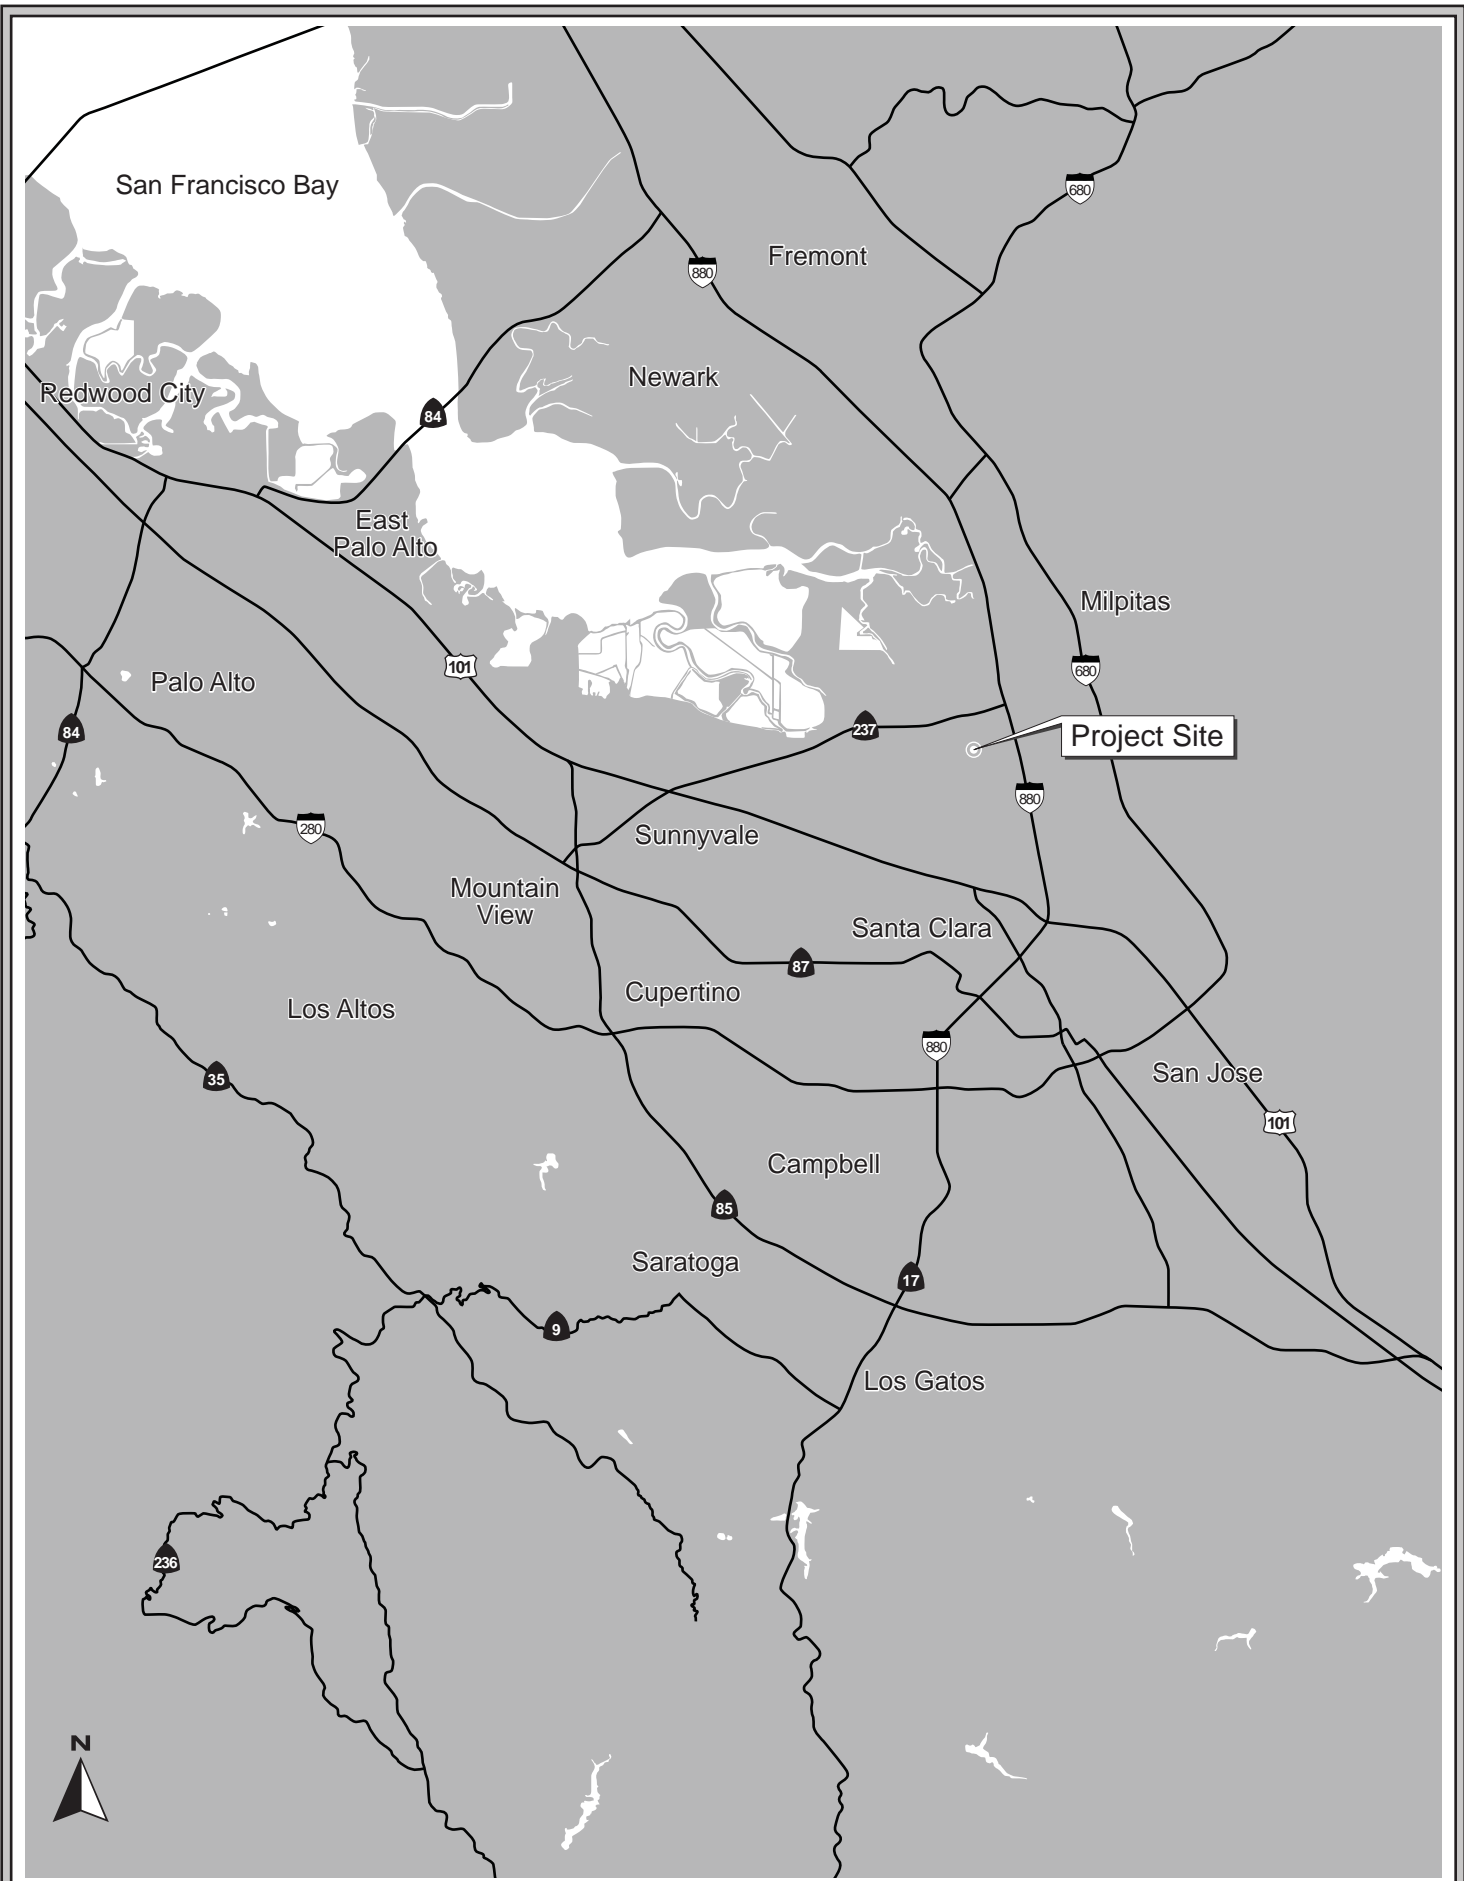 San Francisco Bay
680
Fremont
880
Newark
Redwood City
84
East
Palo Alto
Milpitas
101
680
Palo Alto
84
237
Project Site
880
280
Sunnyvale
Mountain
View
Santa Clara
87
Cupertino
Los Altos
880
35
San Jose
101
Campbell
85
Saratoga
17
9
Los Gatos
236
N